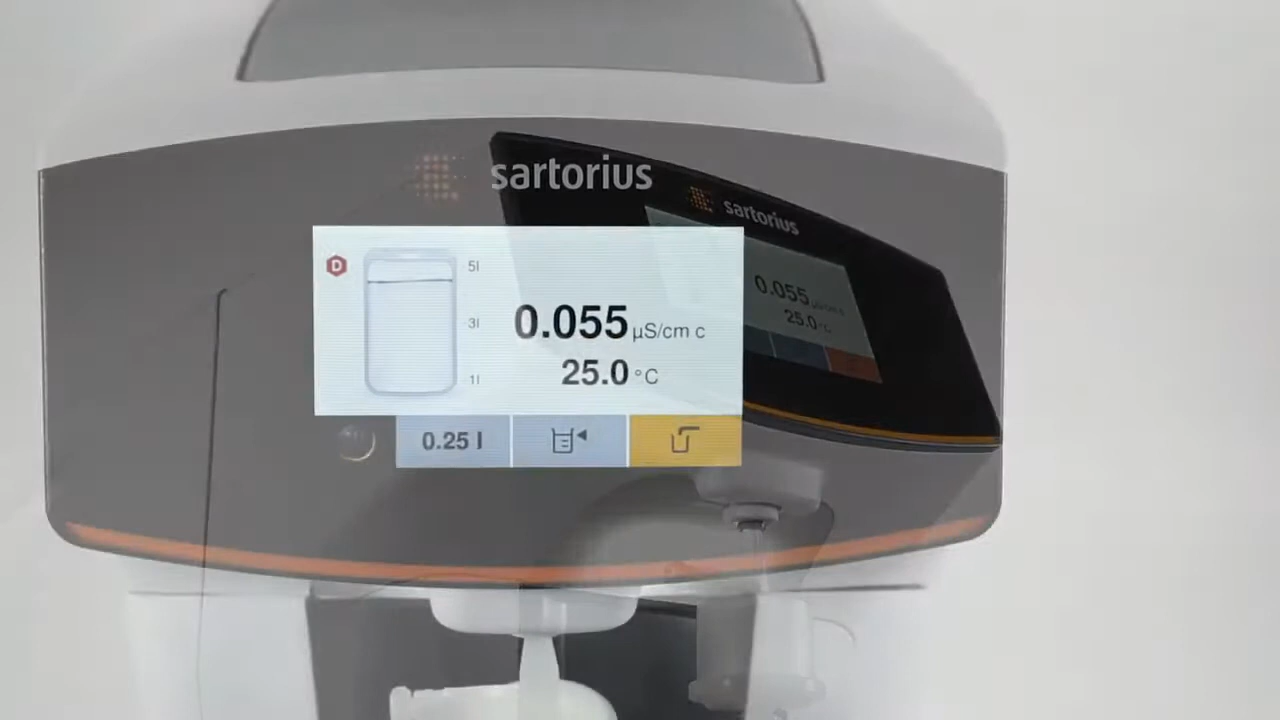 sartorius
sartorius
D
5l
3l
1l
0.055 µS/cm c
25.0 °C
0.25 l
0.055
25.0 °C